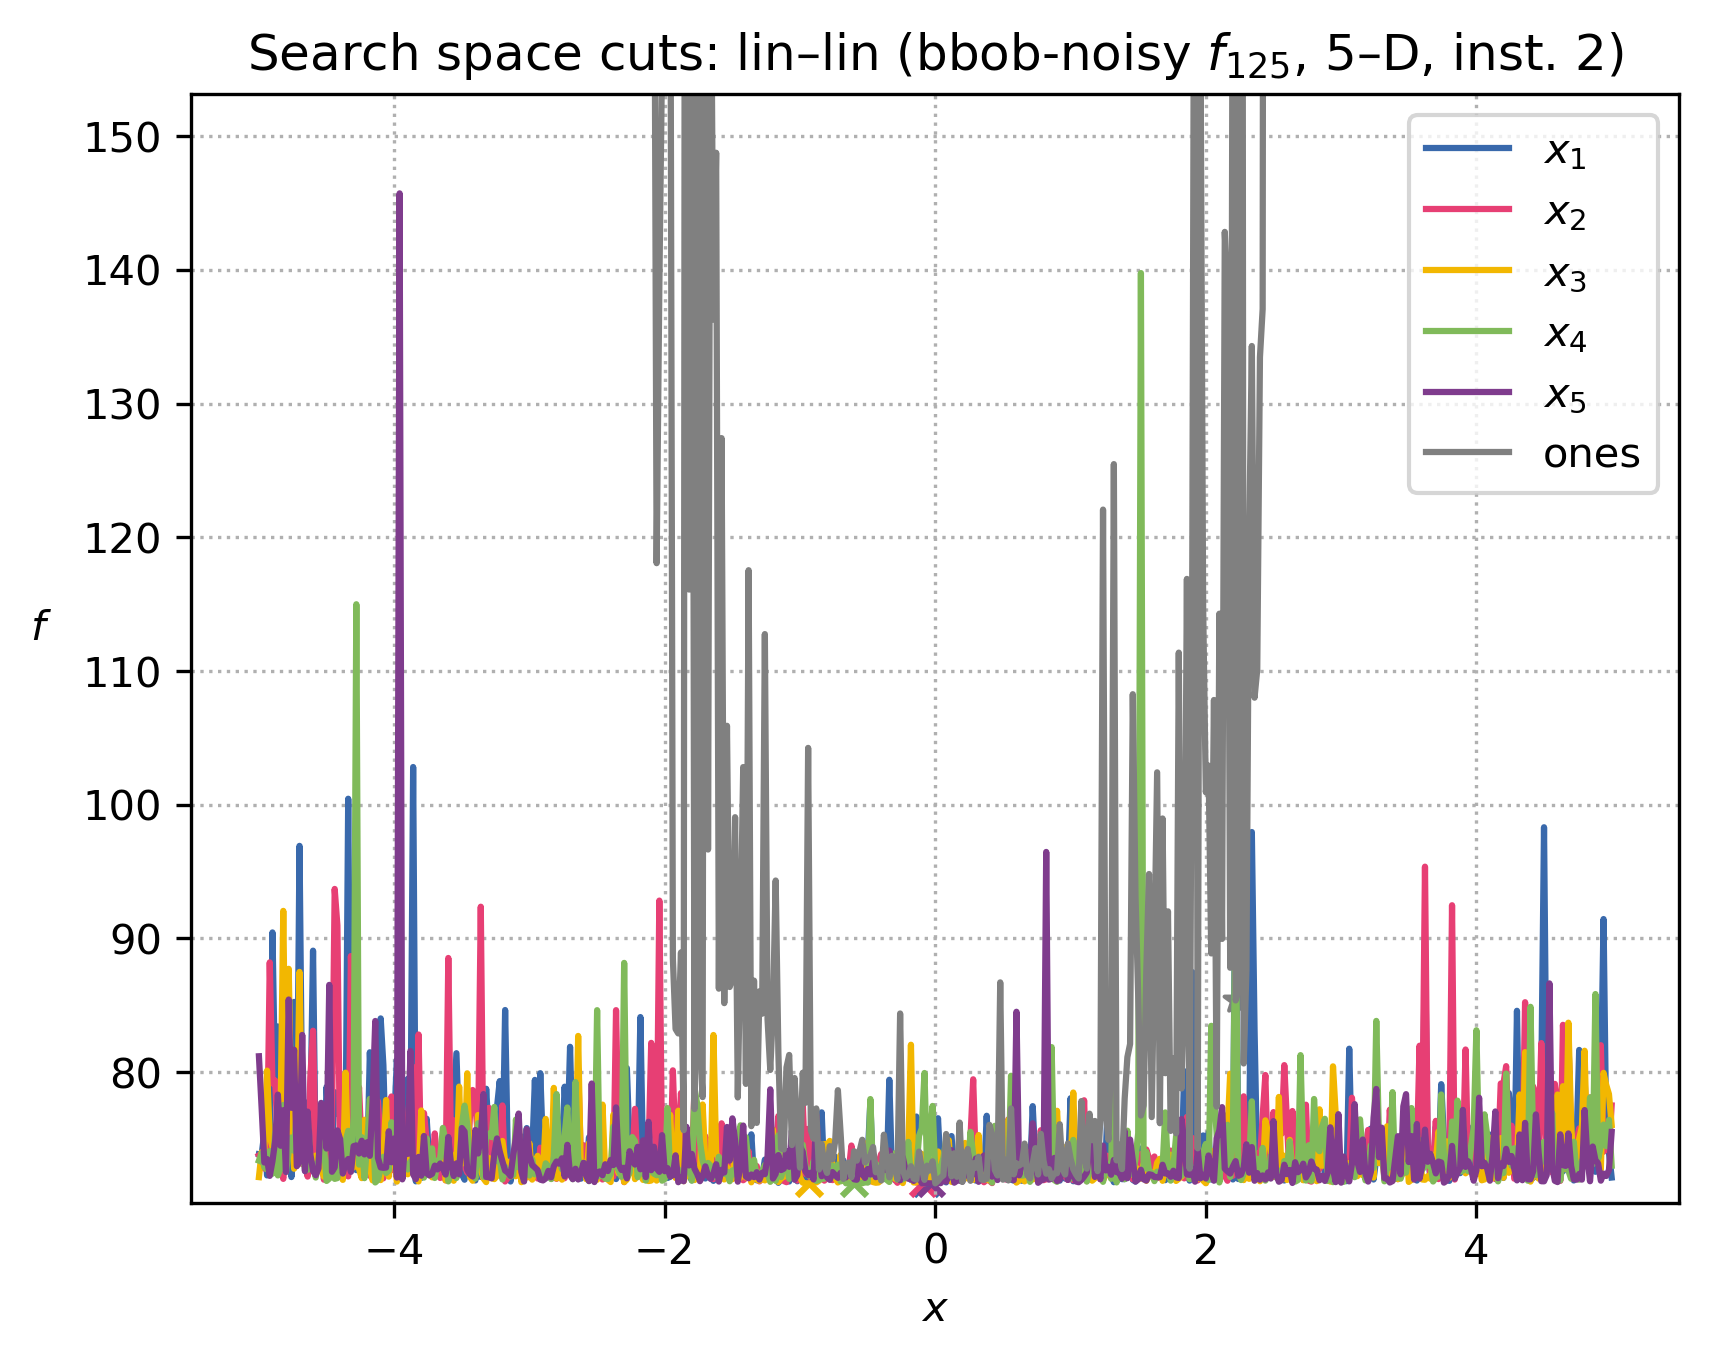 Search space cuts: lin–lin (bbob-noisy f₁₂₅, 5–D, inst. 2)
150
140
130
120
110
100
90
80
f
−4
−2
0
2
4
x
x₁
x₂
x₃
x₄
x₅
ones